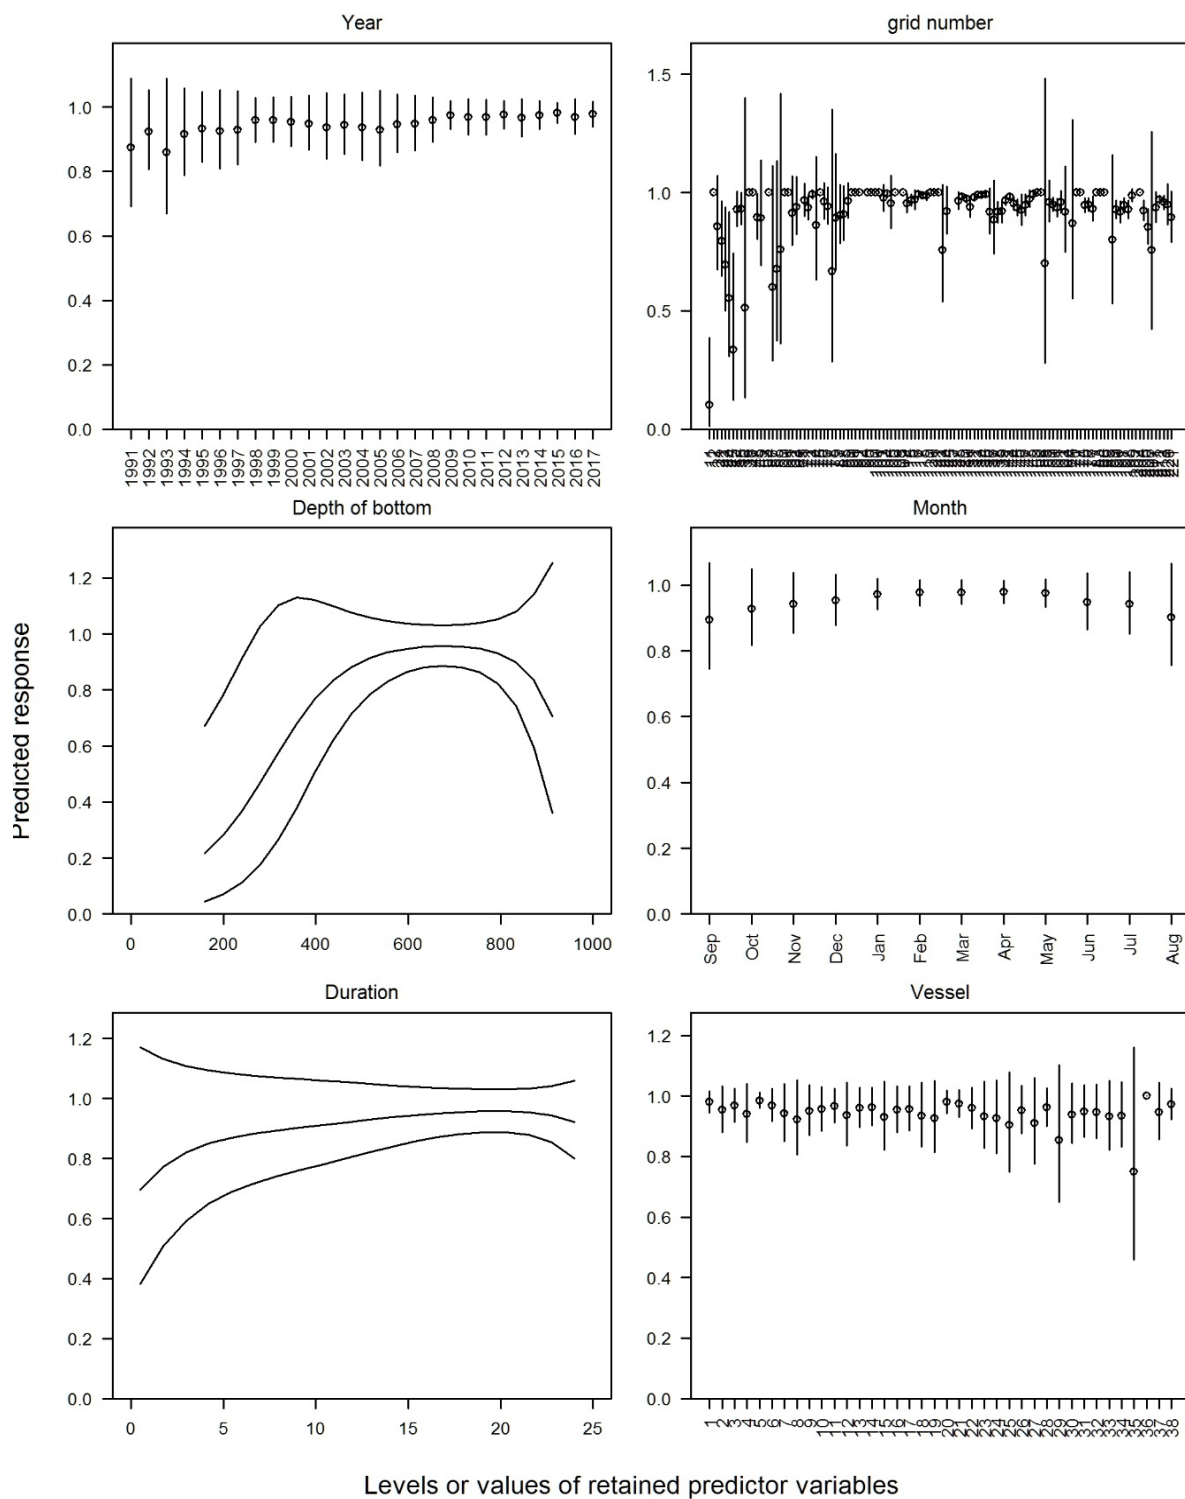 Year
1.0
0.8
0.6
0.4
0.2
0.0
1991 1992 1993 1994 1995 1996 1997 1998 1999 2000 2001 2002 2003 2004 2005 2006 2007 2008 2009 2010 2011 2012 2013 2014 2015 2016 2017
grid number
1.5
1.0
0.5
0.0
Depth of bottom
1.2
1.0
0.8
0.6
0.4
0.2
0.0
0 200 400 600 800 1000
Month
1.0
0.8
0.6
0.4
0.2
0.0
Sep Oct Nov Dec Jan Feb Mar Apr May Jun Jul Aug
Predicted response
Duration
1.2
1.0
0.8
0.6
0.4
0.2
0.0
0 5 10 15 20 25
Vessel
1.2
1.0
0.8
0.6
0.4
0.2
0.0
1 2 3 4 5 6 7 8 9 10 11 12 13 14 15 16 17 18 19 20 21 22 23 24 25 26 27 28 29 30 31 32 33 34 35 36 37 38
Levels or values of retained predictor variables